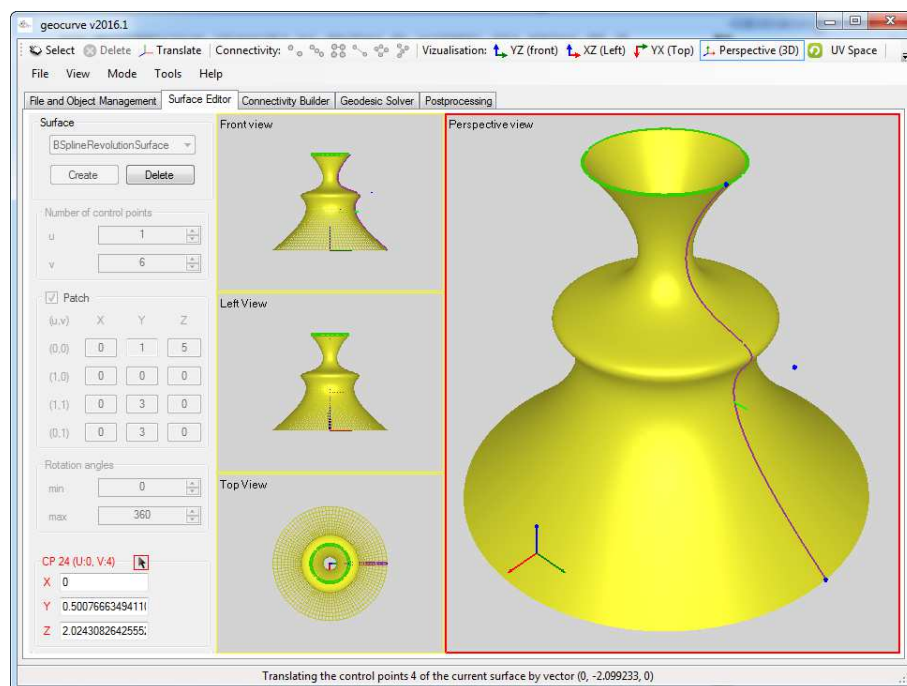 geocurve v2016.1
Select Delete Translate Connectivity: Vizualisation: YZ (front) XZ (Left) YX (Top) Perspective (3D) UV Space
File View Mode Tools Help
File and Object Management Surface Editor Connectivity Builder Geodesic Solver Postprocessing
Surface
BSplineRevolutionSurface
Create Delete
Number of control points
u 1
v 6
Patch
(u,v) X Y Z
(0,0) 0 1 5
(1,0) 0 0 0
(1,1) 0 3 0
(0,1) 0 3 0
Rotation angles
min 0
max 360
CP 24 (U:0, V:4)
X 0
Y 0.50076663494110
Z 2.0243082642555
Front view
Left View
Top View
Perspective view
Translating the control points 4 of the current surface by vector (0, -2.099233, 0)